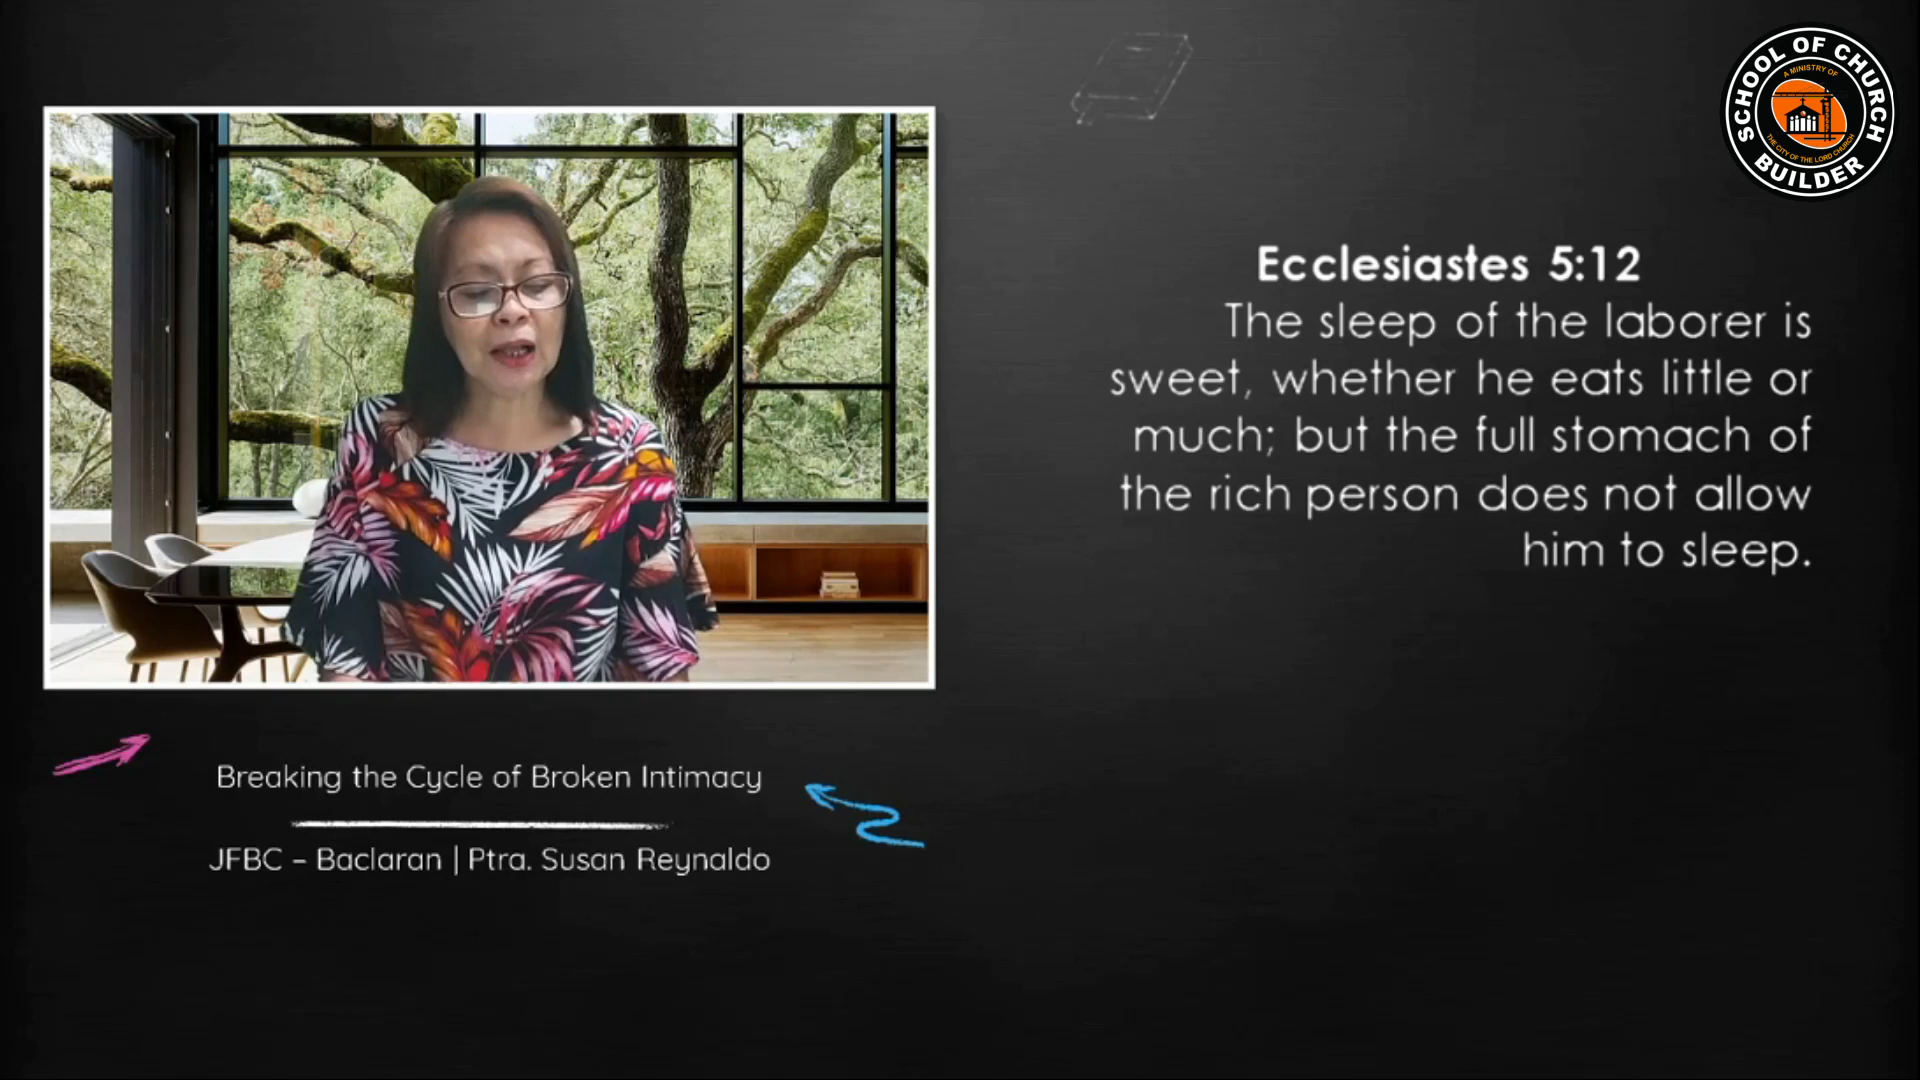 SCHOOL OF CHURCH
A MINISTRY OF
THE CITY OF THE LORD CHURCH
BUILDER
Ecclesiastes 5:12
The sleep of the laborer is
sweet, whether he eats little or
much; but the full stomach of
the rich person does not allow
him to sleep.
Breaking the Cycle of Broken Intimacy
JFBC – Baclaran | Ptra. Susan Reynaldo